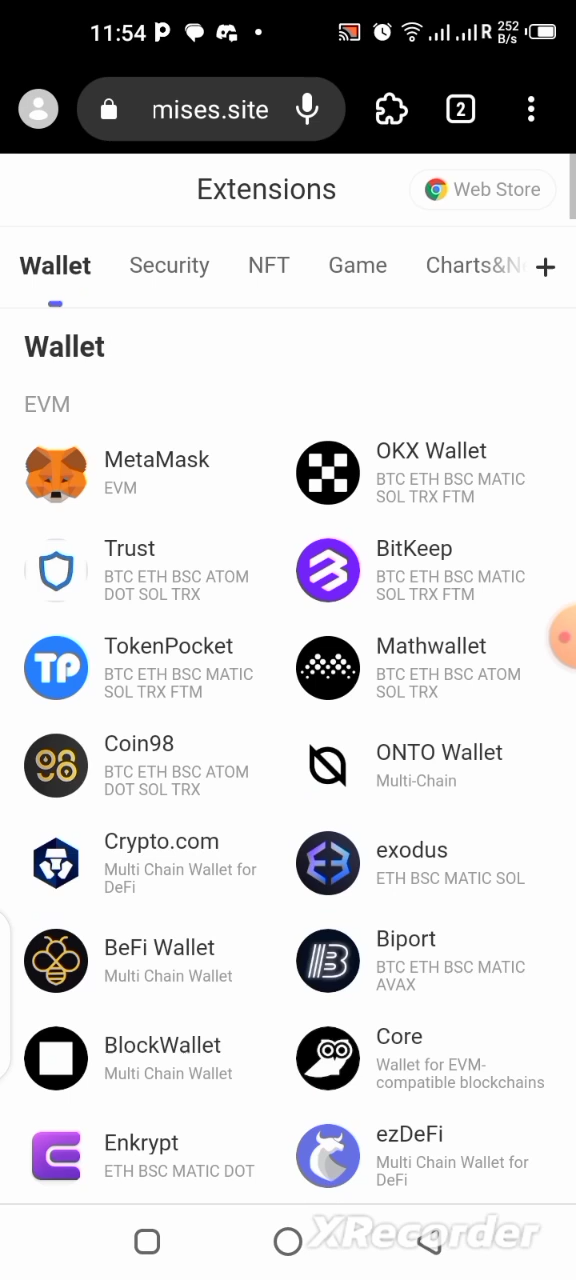 11:54
R 252 B/s
mises.site
2
Extensions
Web Store
Wallet Security NFT Game Charts& +
Wallet
EVM
MetaMask
EVM
OKX Wallet
BTC ETH BSC MATIC
SOL TRX FTM
Trust
BTC ETH BSC ATOM
DOT SOL TRX
BitKeep
BTC ETH BSC MATIC
SOL TRX FTM
TP
TokenPocket
BTC ETH BSC MATIC
SOL TRX FTM
Mathwallet
BTC ETH BSC ATOM
SOL TRX
98
Coin98
BTC ETH BSC ATOM
DOT SOL TRX
ONTO Wallet
Multi-Chain
Crypto.com
Multi Chain Wallet for
DeFi
exodus
ETH BSC MATIC SOL
BeFi Wallet
Multi Chain Wallet
Biport
BTC ETH BSC MATIC
AVAX
BlockWallet
Multi Chain Wallet
Core
Wallet for EVM-
compatible blockchains
Enkrypt
ETH BSC MATIC DOT
ezDeFi
Multi Chain Wallet for
DeFi
XRecorder